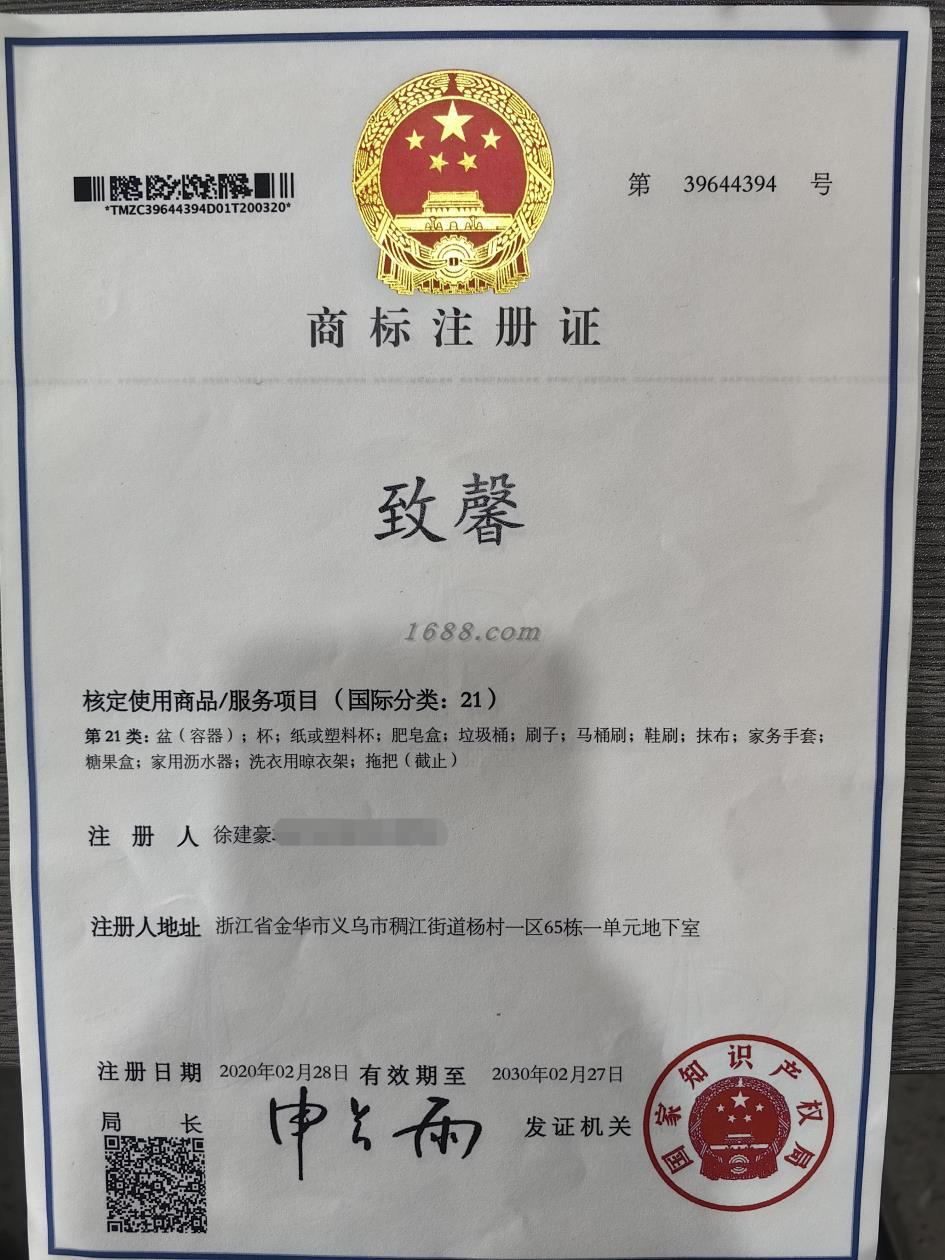 *TMZC39644394D01T200320*
第 39644394 号
商标注册证
致馨
1688.com
核定使用商品/服务项目（国际分类：21）
第 21 类：盆（容器）；杯；纸或塑料杯；肥皂盒；垃圾桶；刷子；马桶刷；鞋刷；抹布；家务手套；
糖果盒；家用沥水器；洗衣用晾衣架；拖把（截止）
注册人 徐建豪
注册人地址 浙江省金华市义乌市稠江街道杨村一区65栋一单元地下室
注册日期 2020年02月28日 有效期至 2030年02月27日
局长 申长雨 发证机关
国家知识产权局